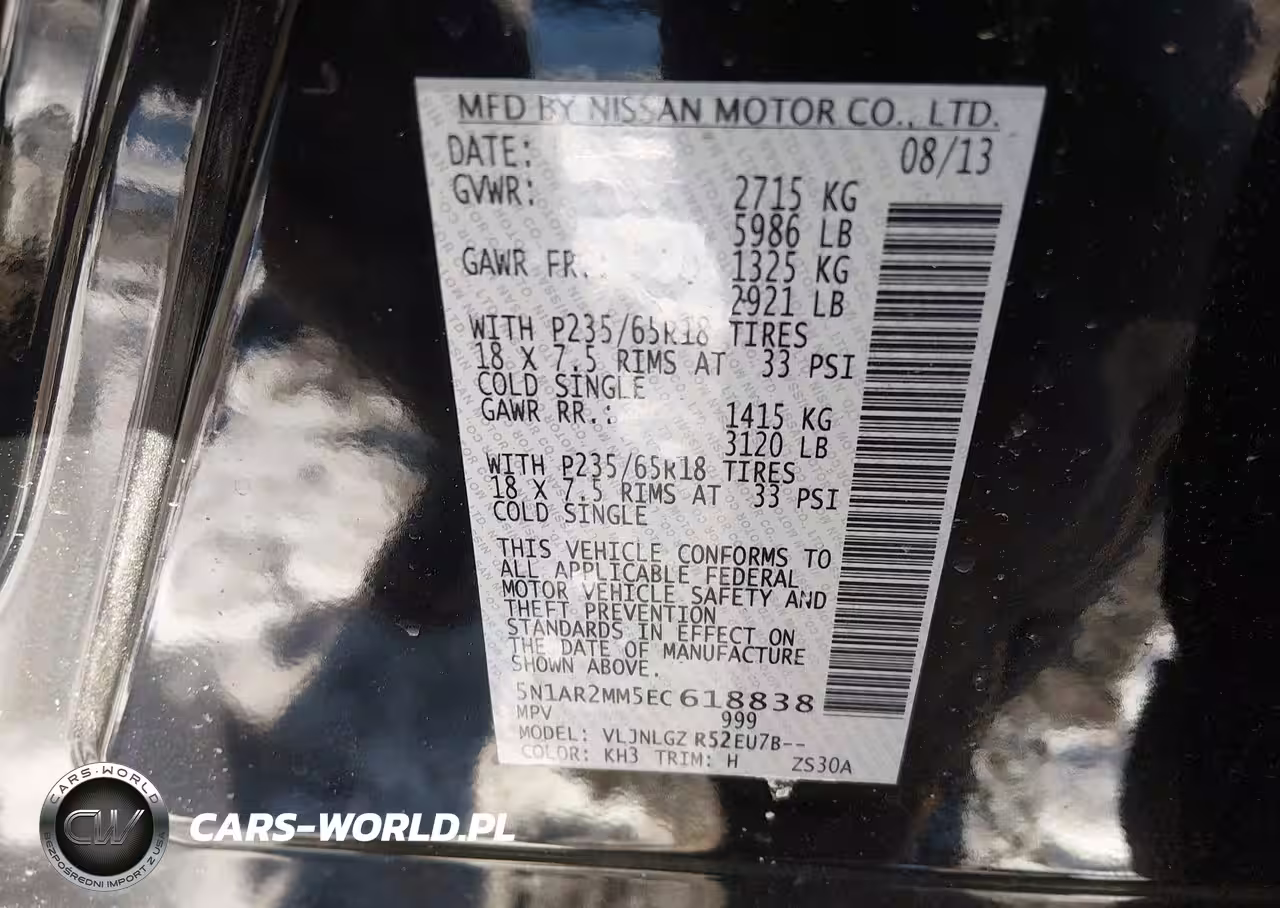 MFD BY NISSAN MOTOR CO., LTD.
DATE: 08/13
GVWR: 2715 KG
5986 LB
GAWR FR. 1325 KG
2921 LB
WITH P235/65R18 TIRES
18 X 7.5 RIMS AT 33 PSI
COLD SINGLE
GAWR RR.: 1415 KG
3120 LB
WITH P235/65R18 TIRES
18 X 7.5 RIMS AT 33 PSI
COLD SINGLE
THIS VEHICLE CONFORMS TO
ALL APPLICABLE FEDERAL
MOTOR VEHICLE SAFETY AND
THEFT PREVENTION
STANDARDS IN EFFECT ON
THE DATE OF MANUFACTURE
SHOWN ABOVE.
5N1AR2MM5EC618838
MPV 999
MODEL: VLJNLGZ R52EU7B--
COLOR: KH3 TRIM: H ZS30A
CARS-WORLD
CW
BEZPOŚREDNI IMPORT Z USA
CARS-WORLD.PL